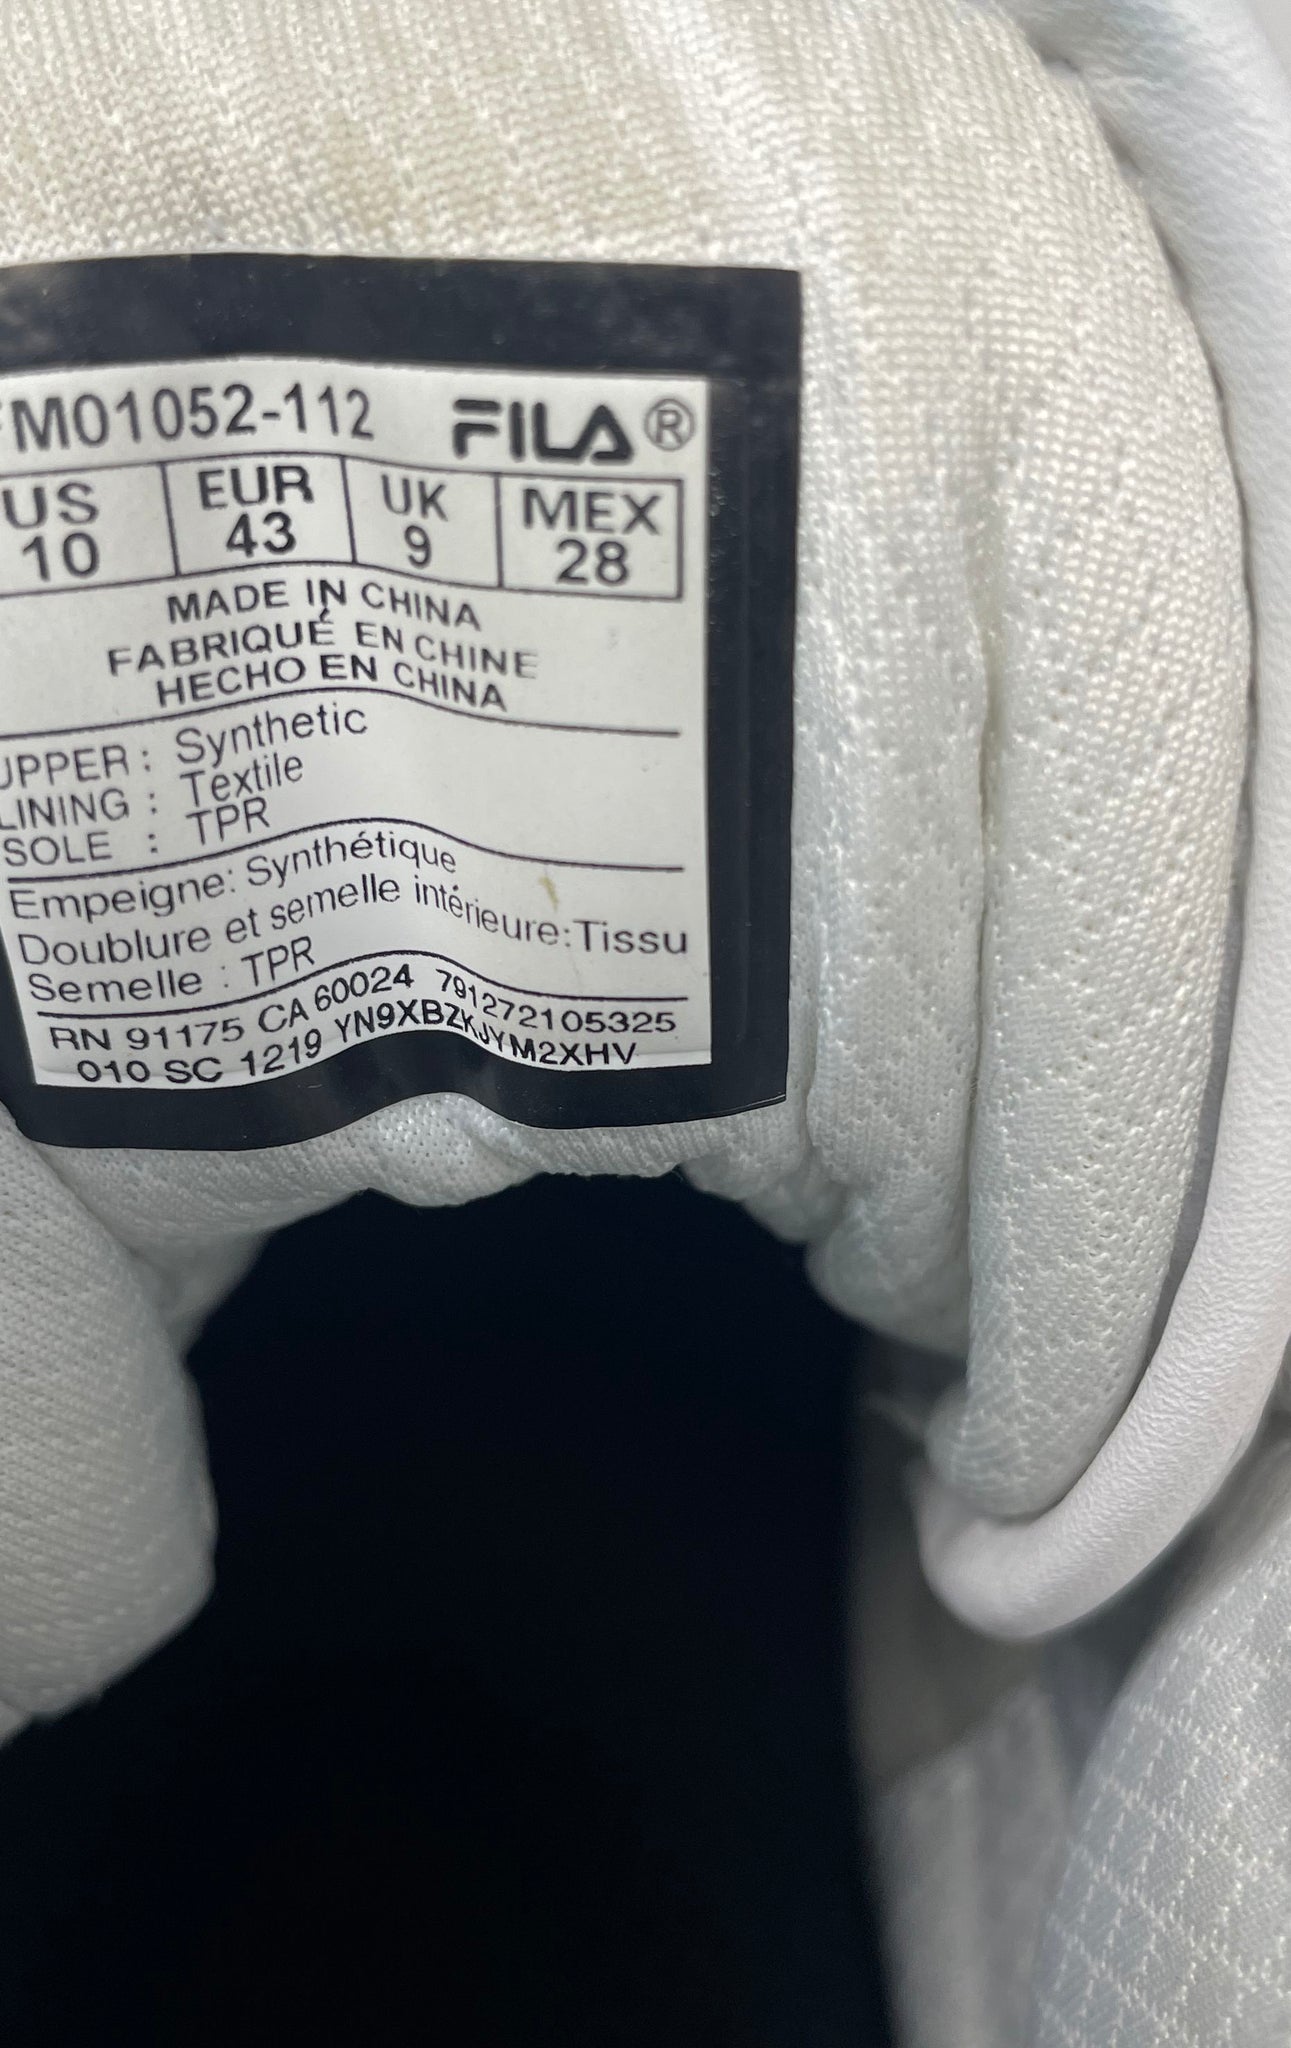 FM01052-112 FILA®
US EUR UK MEX
10 43 9 28
MADE IN CHINA
FABRIQUÉ EN CHINE
HECHO EN CHINA
UPPER : Synthetic
LINING : Textile
SOLE : TPR
Empeigne: Synthétique
Doublure et semelle intérieure: Tissu
Semelle : TPR
RN 91175 CA 60024 791272105325
010 SC 1219 YN9XBZKJYM2XHV